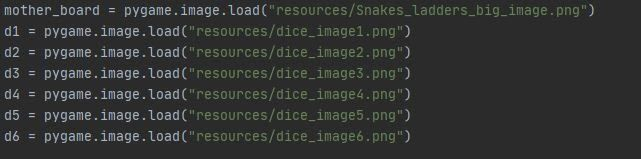 mother_board = pygame.image.load("resources/Snakes_ladders_big_image.png")
d1 = pygame.image.load("resources/dice_image1.png")
d2 = pygame.image.load("resources/dice_image2.png")
d3 = pygame.image.load("resources/dice_image3.png")
d4 = pygame.image.load("resources/dice_image4.png")
d5 = pygame.image.load("resources/dice_image5.png")
d6 = pygame.image.load("resources/dice_image6.png")